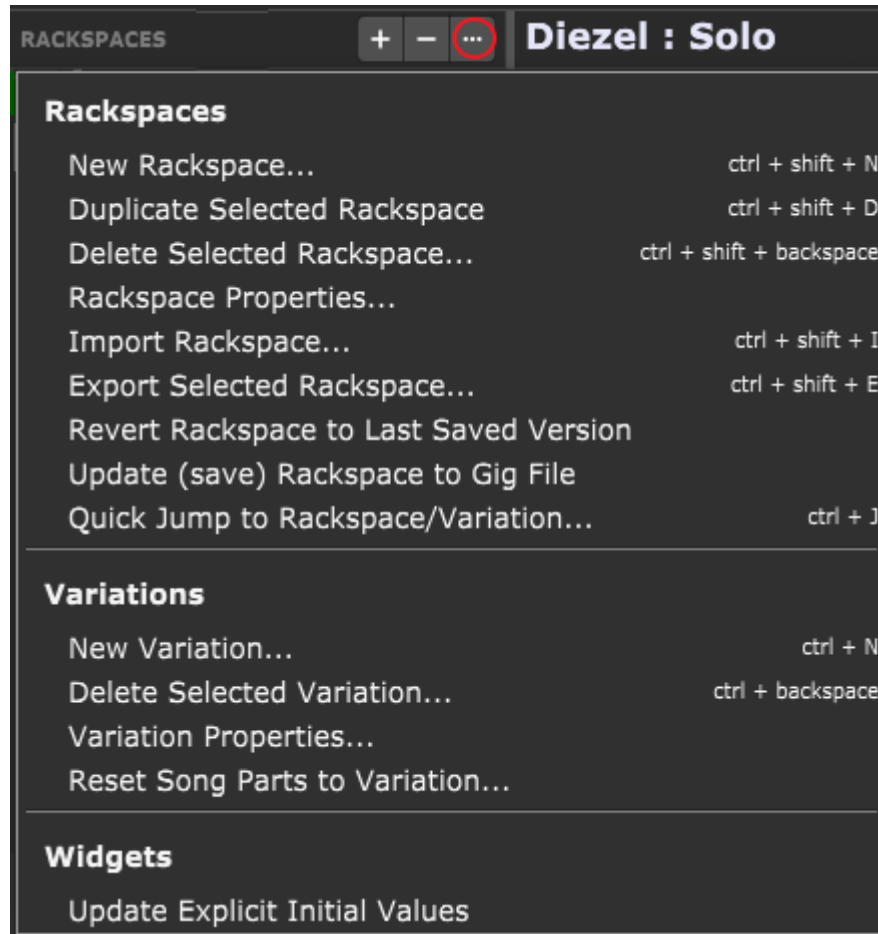 RACKSPACES + − ... Diezel : Solo
Rackspaces
New Rackspace... ctrl + shift + N
Duplicate Selected Rackspace ctrl + shift + D
Delete Selected Rackspace... ctrl + shift + backspace
Rackspace Properties...
Import Rackspace... ctrl + shift + I
Export Selected Rackspace... ctrl + shift + E
Revert Rackspace to Last Saved Version
Update (save) Rackspace to Gig File
Quick Jump to Rackspace/Variation... ctrl + J
Variations
New Variation... ctrl + N
Delete Selected Variation... ctrl + backspace
Variation Properties...
Reset Song Parts to Variation...
Widgets
Update Explicit Initial Values